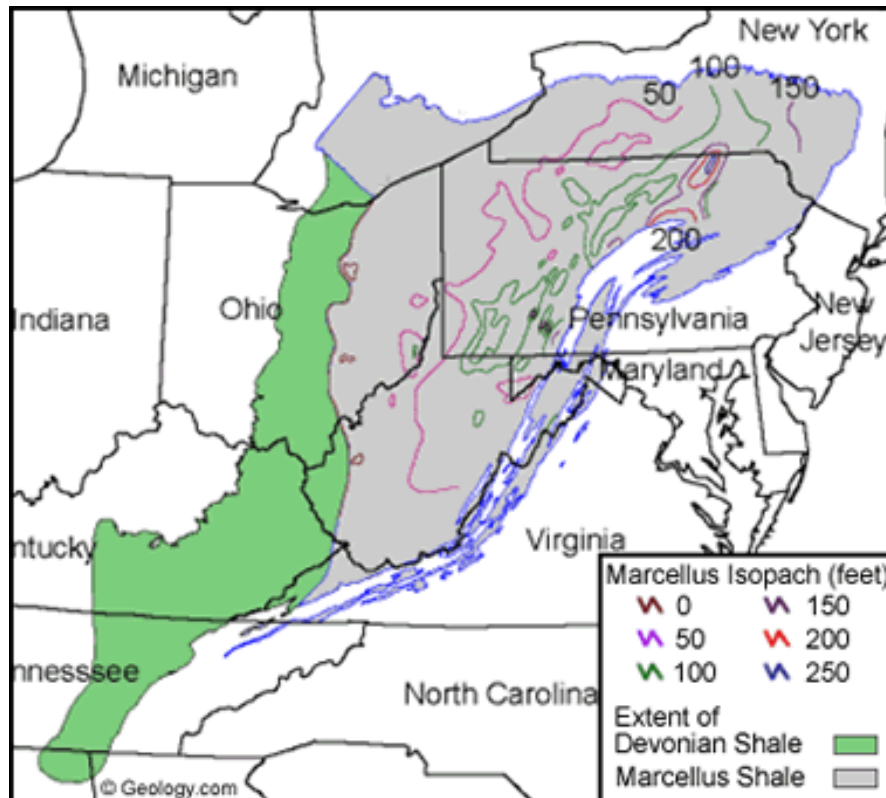 New York
Michigan
100
50
150
200
Indiana
Ohio
Pennsylvania
New
Jersey
Maryland
Virginia
ntucky
nnesssee
North Carolina
Marcellus Isopach (feet)
0
150
50
200
100
250
Extent of
Devonian Shale
Marcellus Shale
© Geology.com